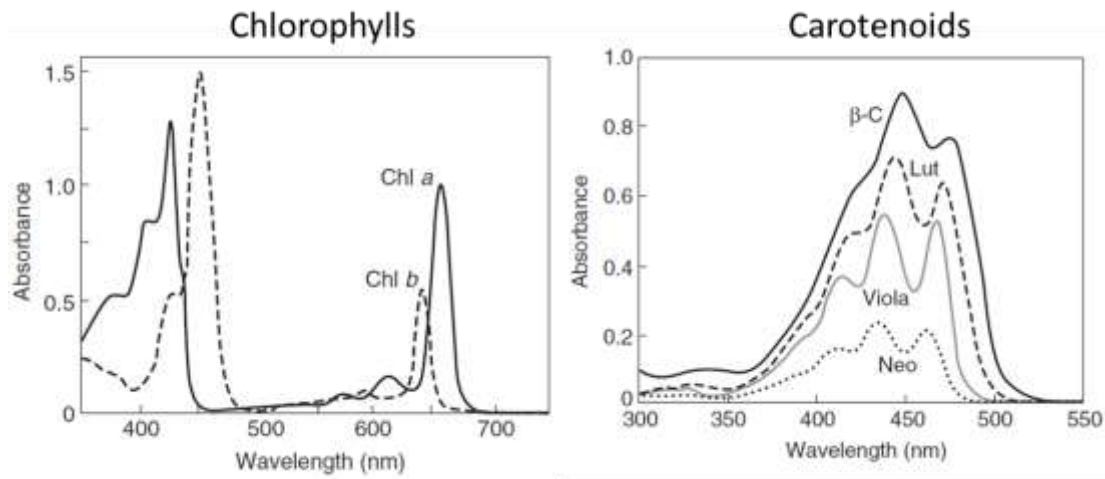 Chlorophylls
1.5
1.0
0.5
0
Absorbance
Chl a
Chl b
400
500
600
700
Wavelength (nm)
Carotenoids
1.0
0.8
0.6
0.4
0.2
0
Absorbance
β-C
Lut
Viola
Neo
300
400
450
500
550
Wavelength (nm)